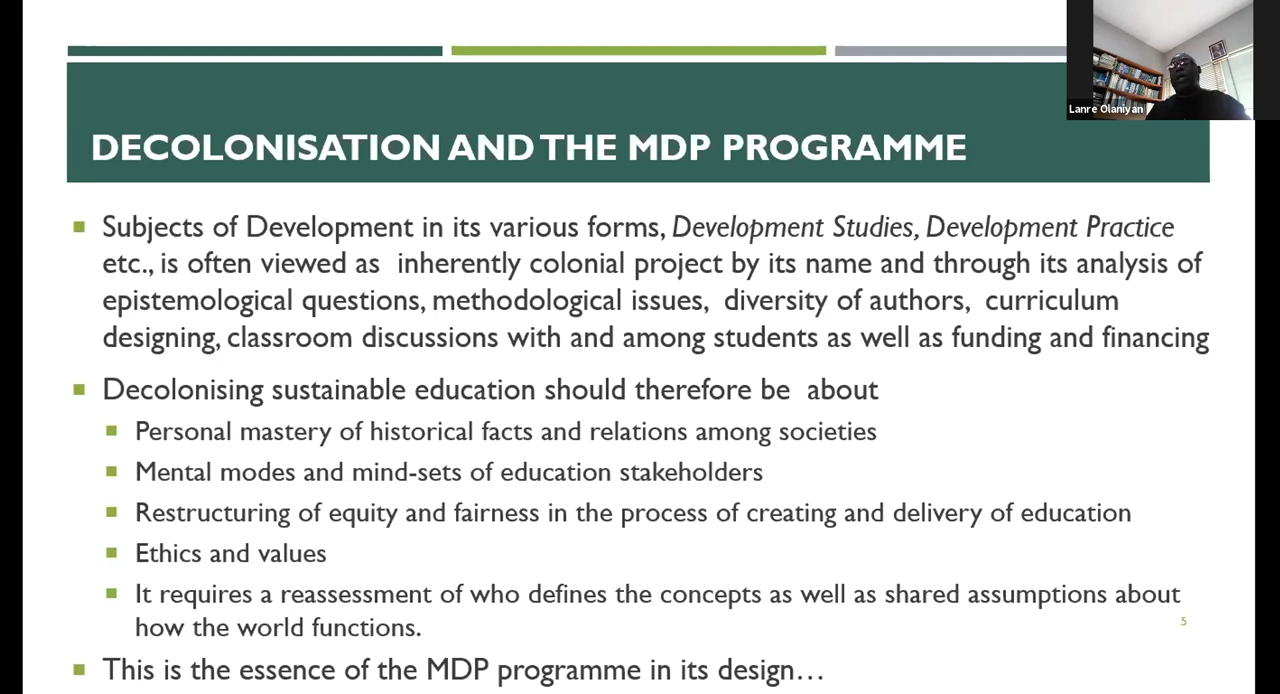 Lanre Olaniyan
DECOLONISATION AND THE MDP PROGRAMME
Subjects of Development in its various forms, Development Studies, Development Practice
etc., is often viewed as inherently colonial project by its name and through its analysis of
epistemological questions, methodological issues, diversity of authors, curriculum
designing, classroom discussions with and among students as well as funding and financing
Decolonising sustainable education should therefore be about
Personal mastery of historical facts and relations among societies
Mental modes and mind-sets of education stakeholders
Restructuring of equity and fairness in the process of creating and delivery of education
Ethics and values
It requires a reassessment of who defines the concepts as well as shared assumptions about
how the world functions.
5
This is the essence of the MDP programme in its design…